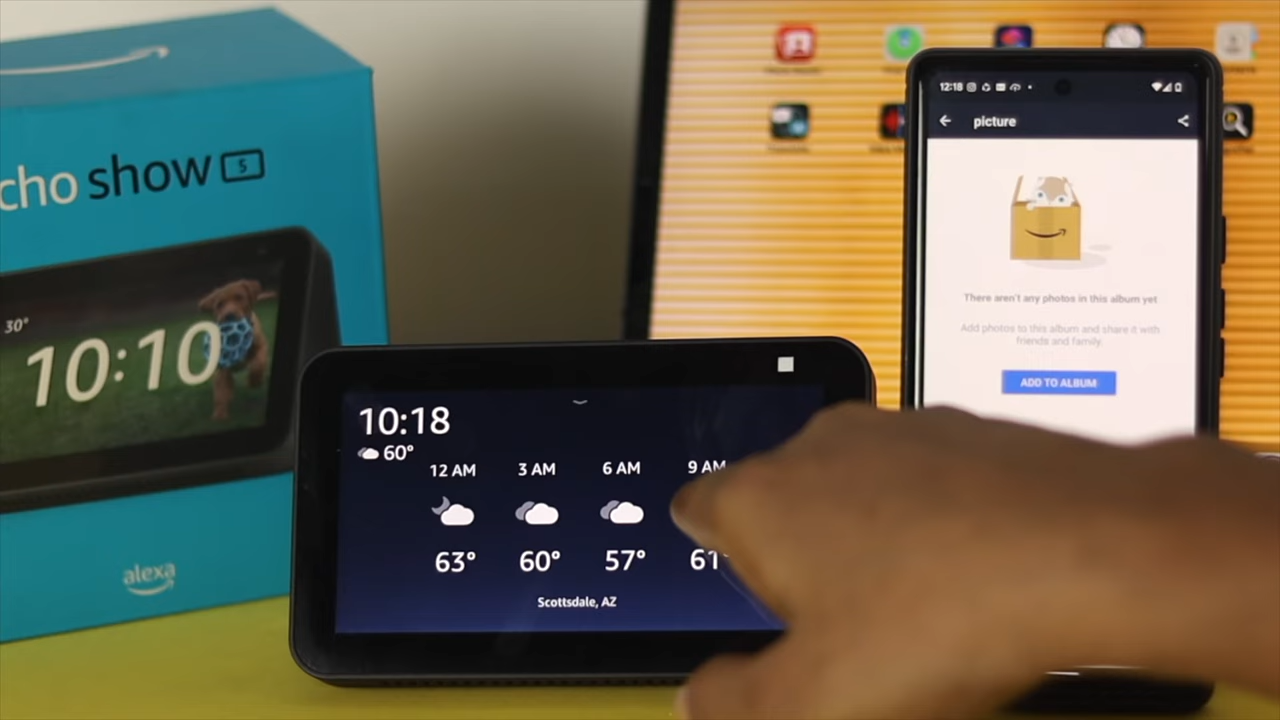 cho show 5
30°
10:10
alexa
10:18
60°
12 AM
3 AM
6 AM
9 AM
63°
60°
57°
61°
Scottsdale, AZ
12:18
picture
There aren't any photos in this album yet
Add photos to this album and share it with
friends and family.
ADD TO ALBUM